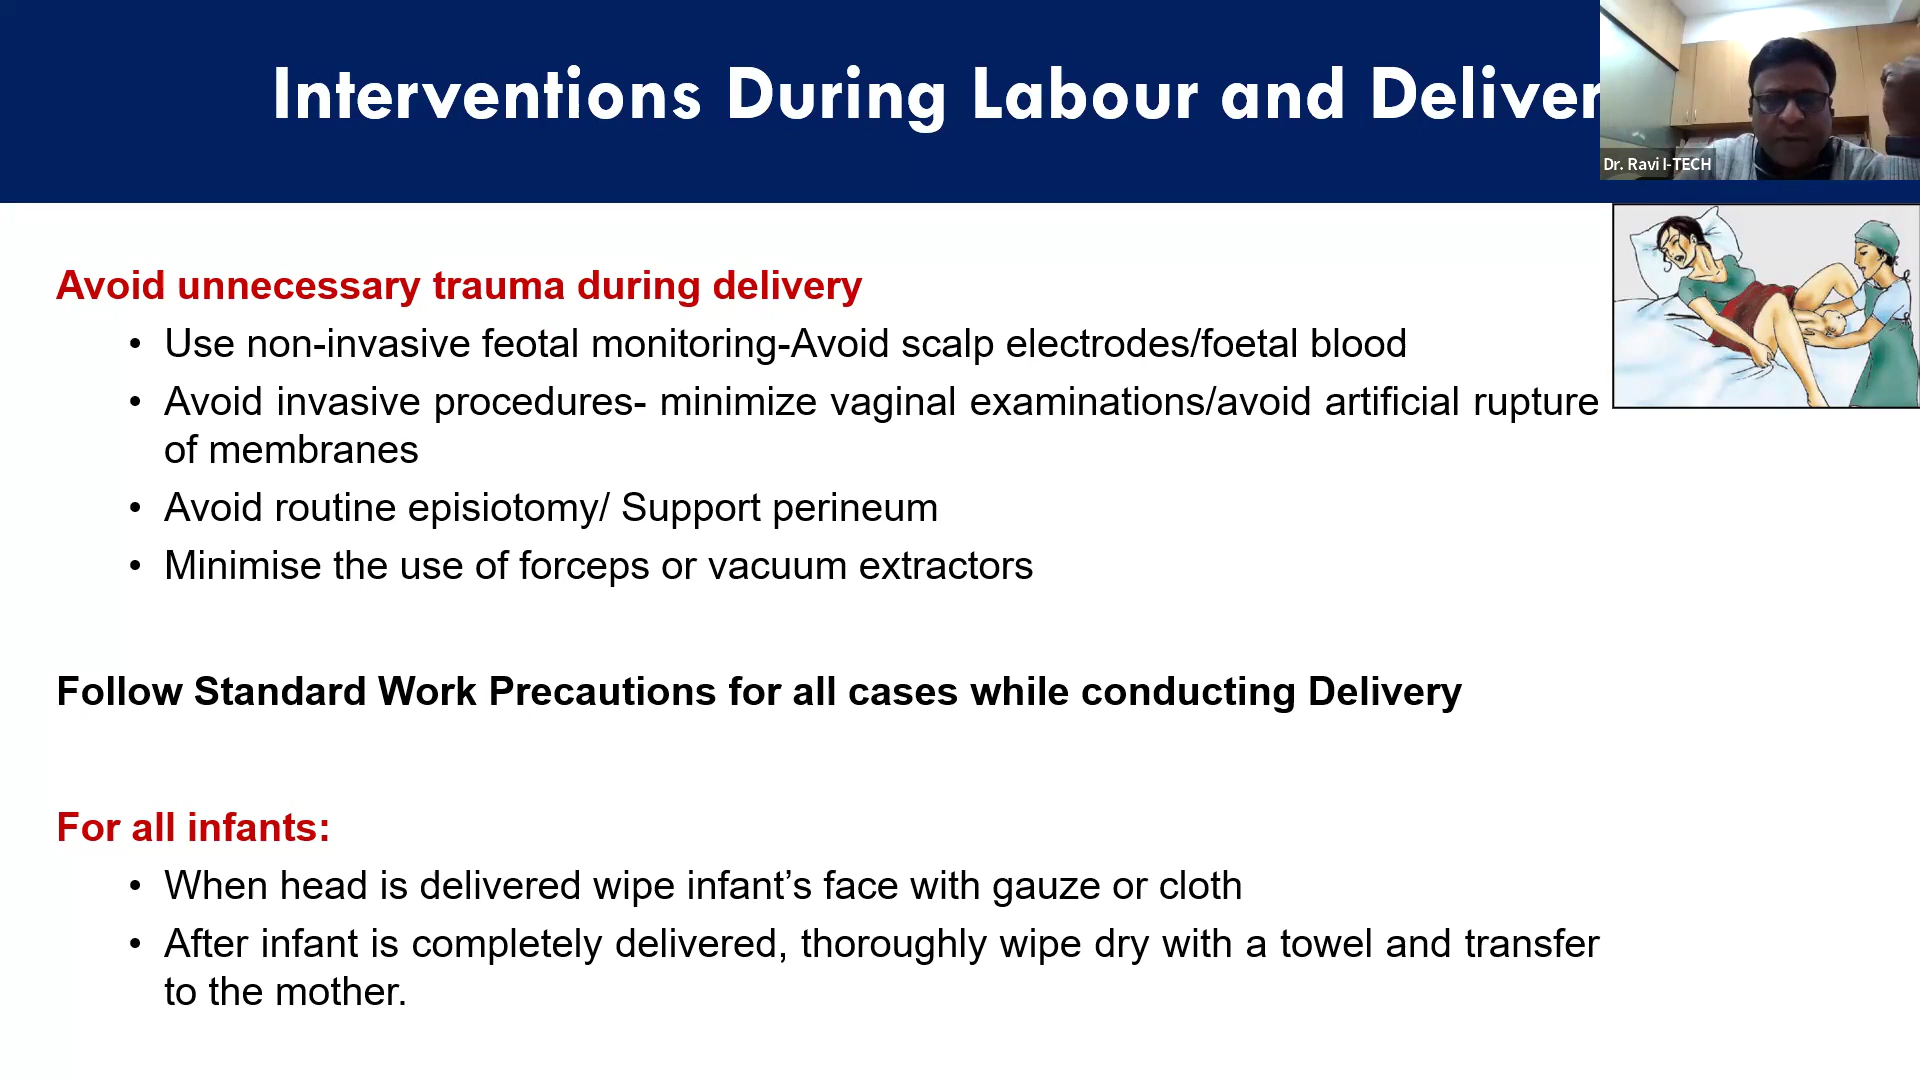 Interventions During Labour and Deliver
Dr. Ravi I-TECH
Avoid unnecessary trauma during delivery
• Use non-invasive feotal monitoring-Avoid scalp electrodes/foetal blood
• Avoid invasive procedures- minimize vaginal examinations/avoid artificial rupture
of membranes
• Avoid routine episiotomy/ Support perineum
• Minimise the use of forceps or vacuum extractors
Follow Standard Work Precautions for all cases while conducting Delivery
For all infants:
• When head is delivered wipe infant’s face with gauze or cloth
• After infant is completely delivered, thoroughly wipe dry with a towel and transfer
to the mother.